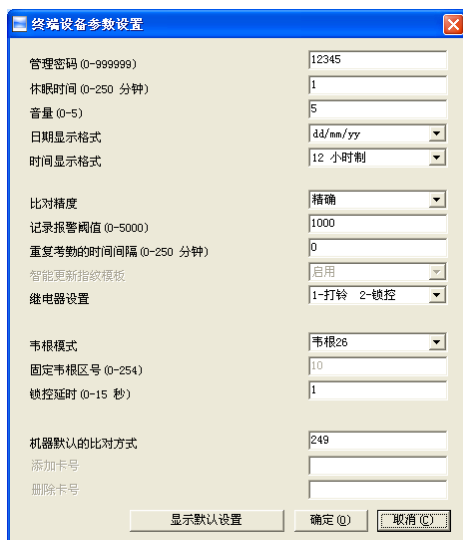 终端设备参数设置
管理密码(0-999999) 12345
休眠时间(0-250 分钟) 1
音量(0-5) 5
日期显示格式 dd/mm/yy
时间显示格式 12 小时制
比对精度 精确
记录报警阈值(0-5000) 1000
重复考勤的时间间隔(0-250 分钟) 0
智能更新指纹模板 启用
继电器设置 1-打铃 2-锁控
韦根模式 韦根26
固定韦根区号(0-254) 10
锁控延时(0-15 秒) 1
机器默认的比对方式 249
添加卡号
删除卡号
显示默认设置 确定(O) 取消(C)